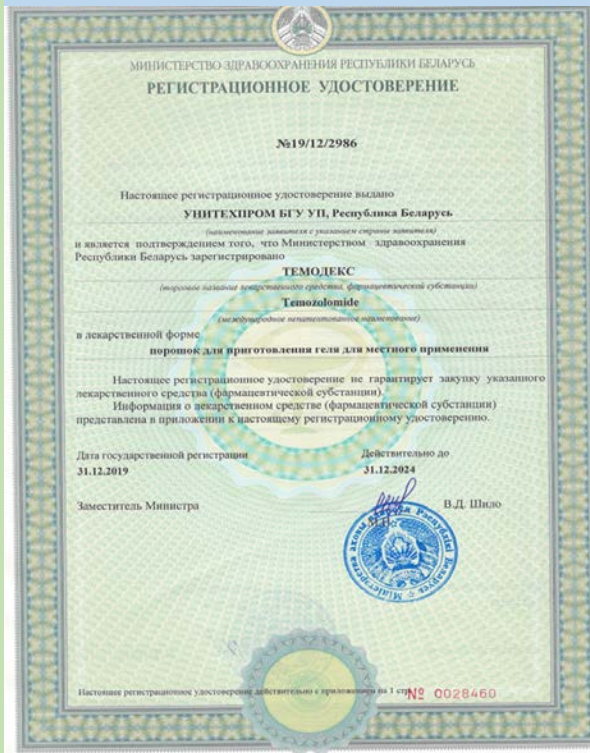 МИНИСТЕРСТВО ЗДРАВООХРАНЕНИЯ РЕСПУБЛИКИ БЕЛАРУСЬ
РЕГИСТРАЦИОННОЕ УДОСТОВЕРЕНИЕ
№19/12/2986
Настоящее регистрационное удостоверение выдано
УНИТЕХПРОМ БГУ УП, Республика Беларусь
(наименование заявителя с указанием страны заявителя)
и является подтверждением того, что Министерством здравоохранения
Республики Беларусь зарегистрировано
ТЕМОДЕКС
(торговое название лекарственного средства, фармацевтической субстанции)
Temozolomide
(международное непатентованное наименование)
в лекарственной форме
порошок для приготовления геля для местного применения
Настоящее регистрационное удостоверение не гарантирует закупку указанного
лекарственного средства (фармацевтической субстанции).
Информация о лекарственном средстве (фармацевтической субстанции)
представлена в приложении к настоящему регистрационному удостоверению.
Дата государственной регистрации Действительно до
31.12.2019 31.12.2024
Заместитель Министра В.Д. Шило
М.П.
Міністэрства аховы здароўя Рэспублікі Беларусь
Настоящее регистрационное удостоверение действительно с приложением на 1 стр.
№ 0028460